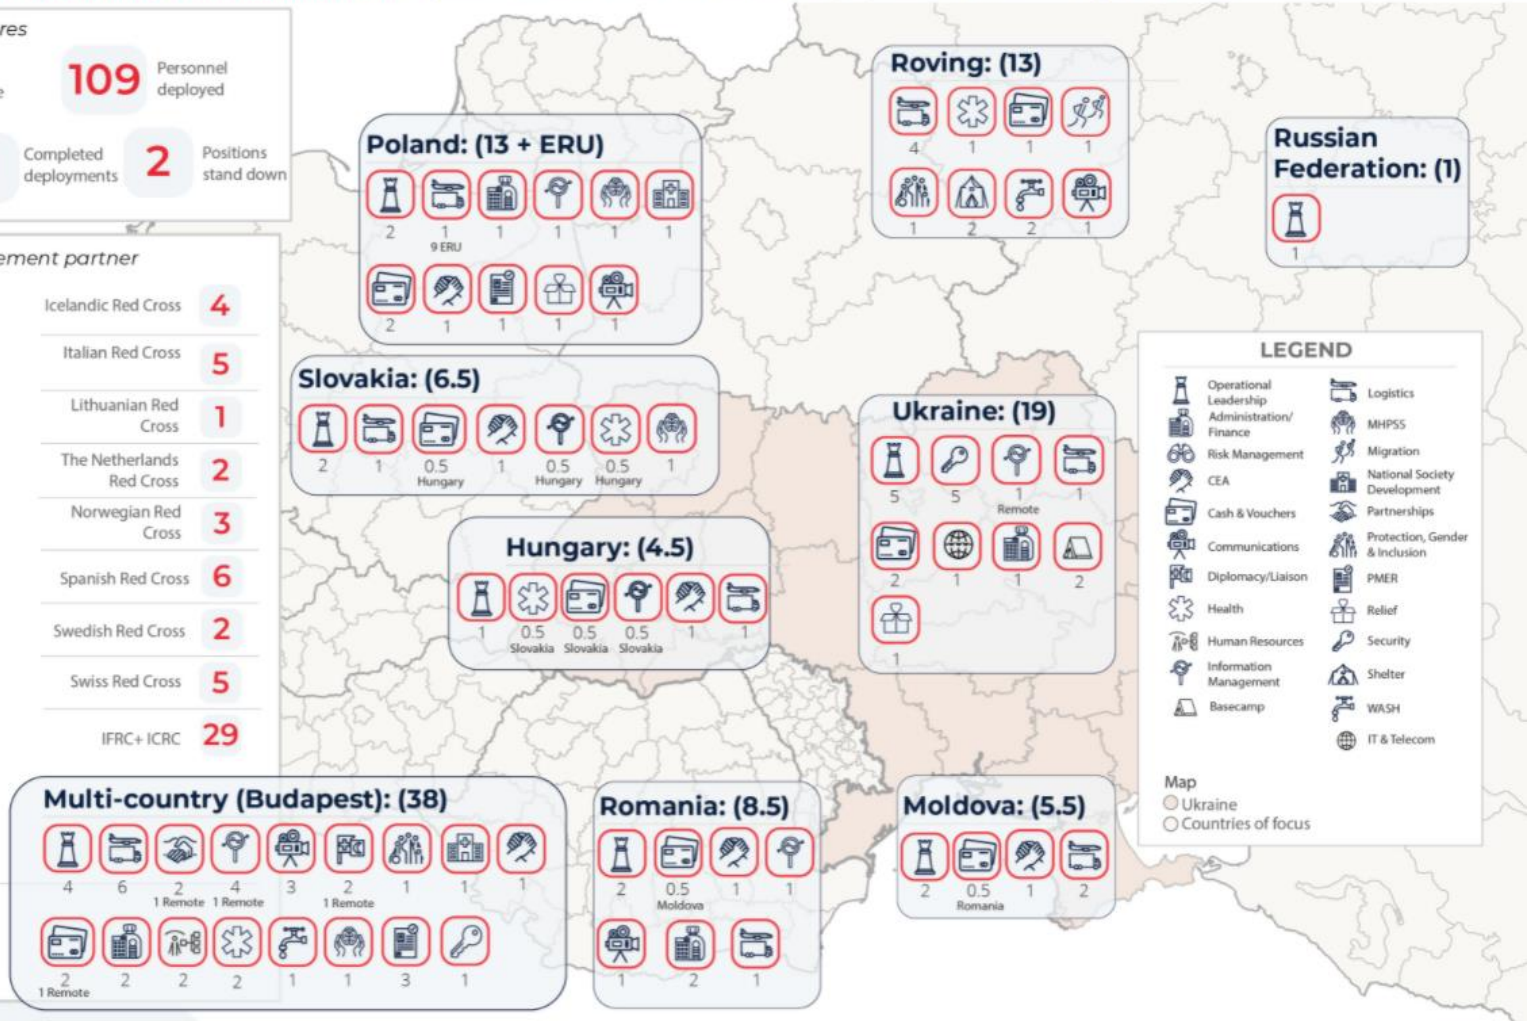 res
e
109
Personnel
deployed
Completed
deployments
2
Positions
stand down
ement partner
Icelandic Red Cross 4
Italian Red Cross 5
Lithuanian Red
Cross
1
The Netherlands
Red Cross
2
Norwegian Red
Cross
3
Spanish Red Cross 6
Swedish Red Cross 2
Swiss Red Cross 5
IFRC+ ICRC 29
Poland: (13 + ERU)
2 1 1 1 1 1
9 ERU
2 1 1 1 1
Roving: (13)
4 1 1 1
1 2 2 1
Russian
Federation: (1)
1
Slovakia: (6.5)
2 1 0.5 1 0.5 0.5 1
Hungary Hungary Hungary
Hungary: (4.5)
1 0.5 0.5 0.5 1 1
Slovakia Slovakia Slovakia
Ukraine: (19)
5 5 1 1
Remote
2 1 1 2
1
Multi-country (Budapest): (38)
4 6 2 4 3 2 1 1 1
1 Remote 1 Remote 1 Remote
2 2 2 2 1 1 3 1
1 Remote
Romania: (8.5)
2 0.5 1 1
Moldova
1 2 1
Moldova: (5.5)
2 0.5 1 2
Romania
LEGEND
Operational
Leadership
Administration/
Finance
Risk Management
CEA
Cash & Vouchers
Communications
Diplomacy/Liaison
Health
Human Resources
Information
Management
Basecamp
Logistics
MHPSS
Migration
National Society
Development
Partnerships
Protection, Gender
& Inclusion
PMER
Relief
Security
Shelter
WASH
IT & Telecom
Map
Ukraine
Countries of focus